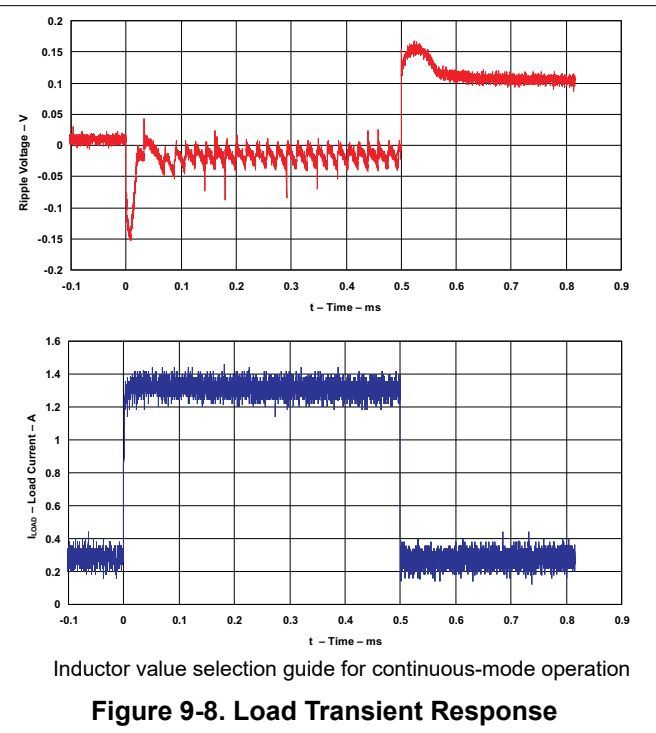 0.2
0.15
0.1
0.05
0
-0.05
-0.1
-0.15
-0.2
Ripple Voltage – V
-0.1 0 0.1 0.2 0.3 0.4 0.5 0.6 0.7 0.8 0.9
t – Time – ms
1.6
1.4
1.2
1
0.8
0.6
0.4
0.2
0
ILOAD – Load Current – A
-0.1 0 0.1 0.2 0.3 0.4 0.5 0.6 0.7 0.8 0.9
t – Time – ms
Inductor value selection guide for continuous-mode operation
Figure 9-8. Load Transient Response